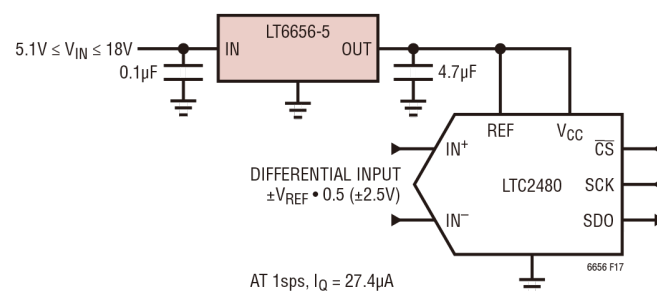 LT6656-5
5.1V ≤ VIN ≤ 18V
IN
OUT
0.1µF
4.7µF
REF
VCC
IN+
CS
DIFFERENTIAL INPUT
±VREF • 0.5 (±2.5V)
LTC2480
SCK
IN–
SDO
6656 F17
AT 1sps, IQ = 27.4µA